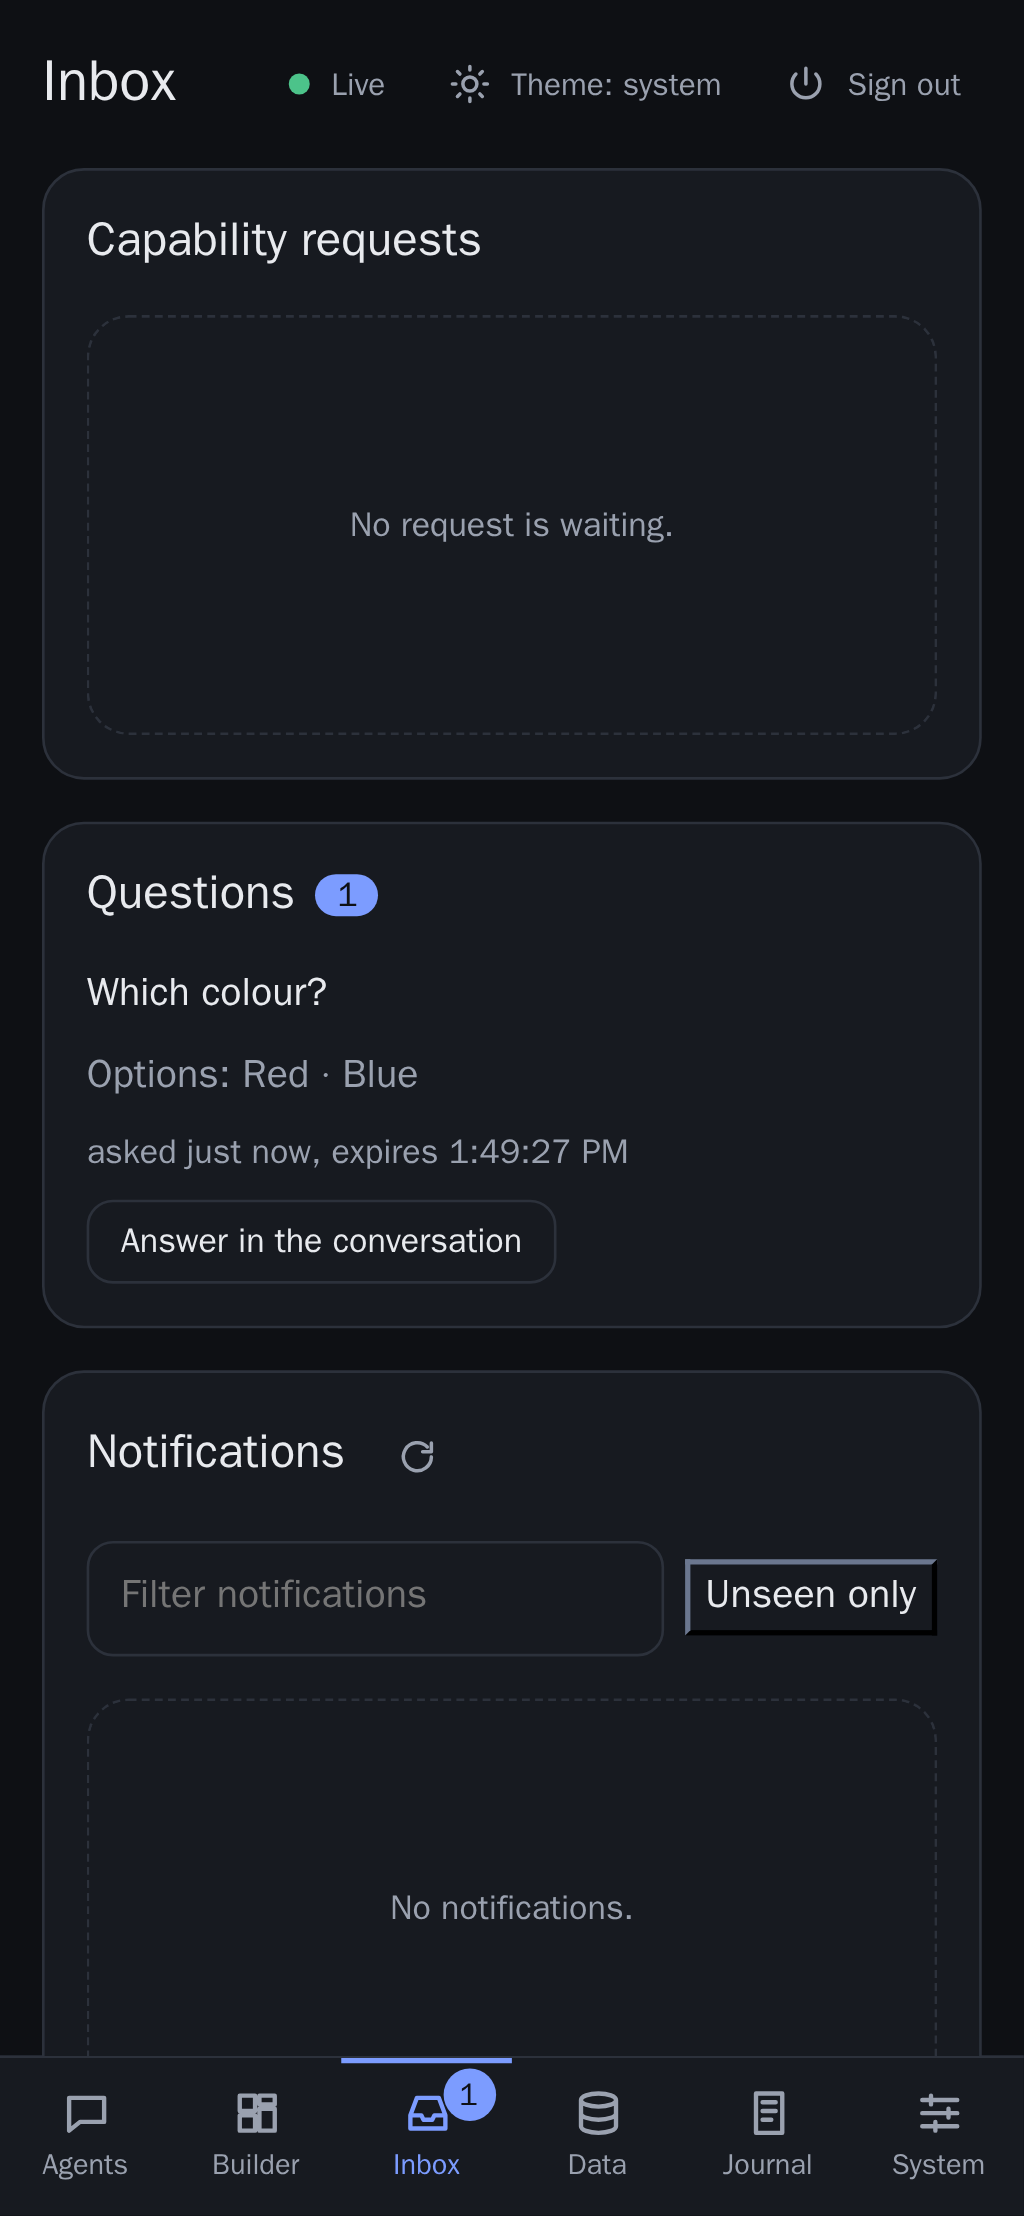 Inbox
Live
Theme: system
Sign out
Capability requests
No request is waiting.
Questions 1
Which colour?
Options: Red · Blue
asked just now, expires 1:49:27 PM
Answer in the conversation
Notifications
Filter notifications
Unseen only
No notifications.
1
Agents
Builder
Inbox
Data
Journal
System